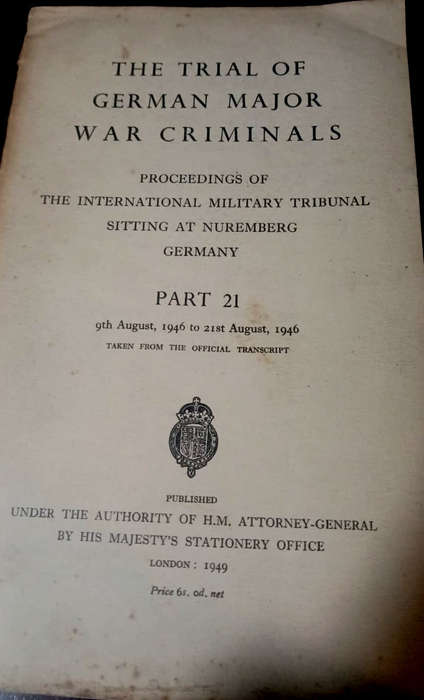 THE TRIAL OF
GERMAN MAJOR
WAR CRIMINALS
PROCEEDINGS OF
THE INTERNATIONAL MILITARY TRIBUNAL
SITTING AT NUREMBERG
GERMANY
PART 21
9th August, 1946 to 21st August, 1946
TAKEN FROM THE OFFICIAL TRANSCRIPT
PUBLISHED
UNDER THE AUTHORITY OF H.M. ATTORNEY-GENERAL
BY HIS MAJESTY'S STATIONERY OFFICE
LONDON : 1949
Price 6s. od. net